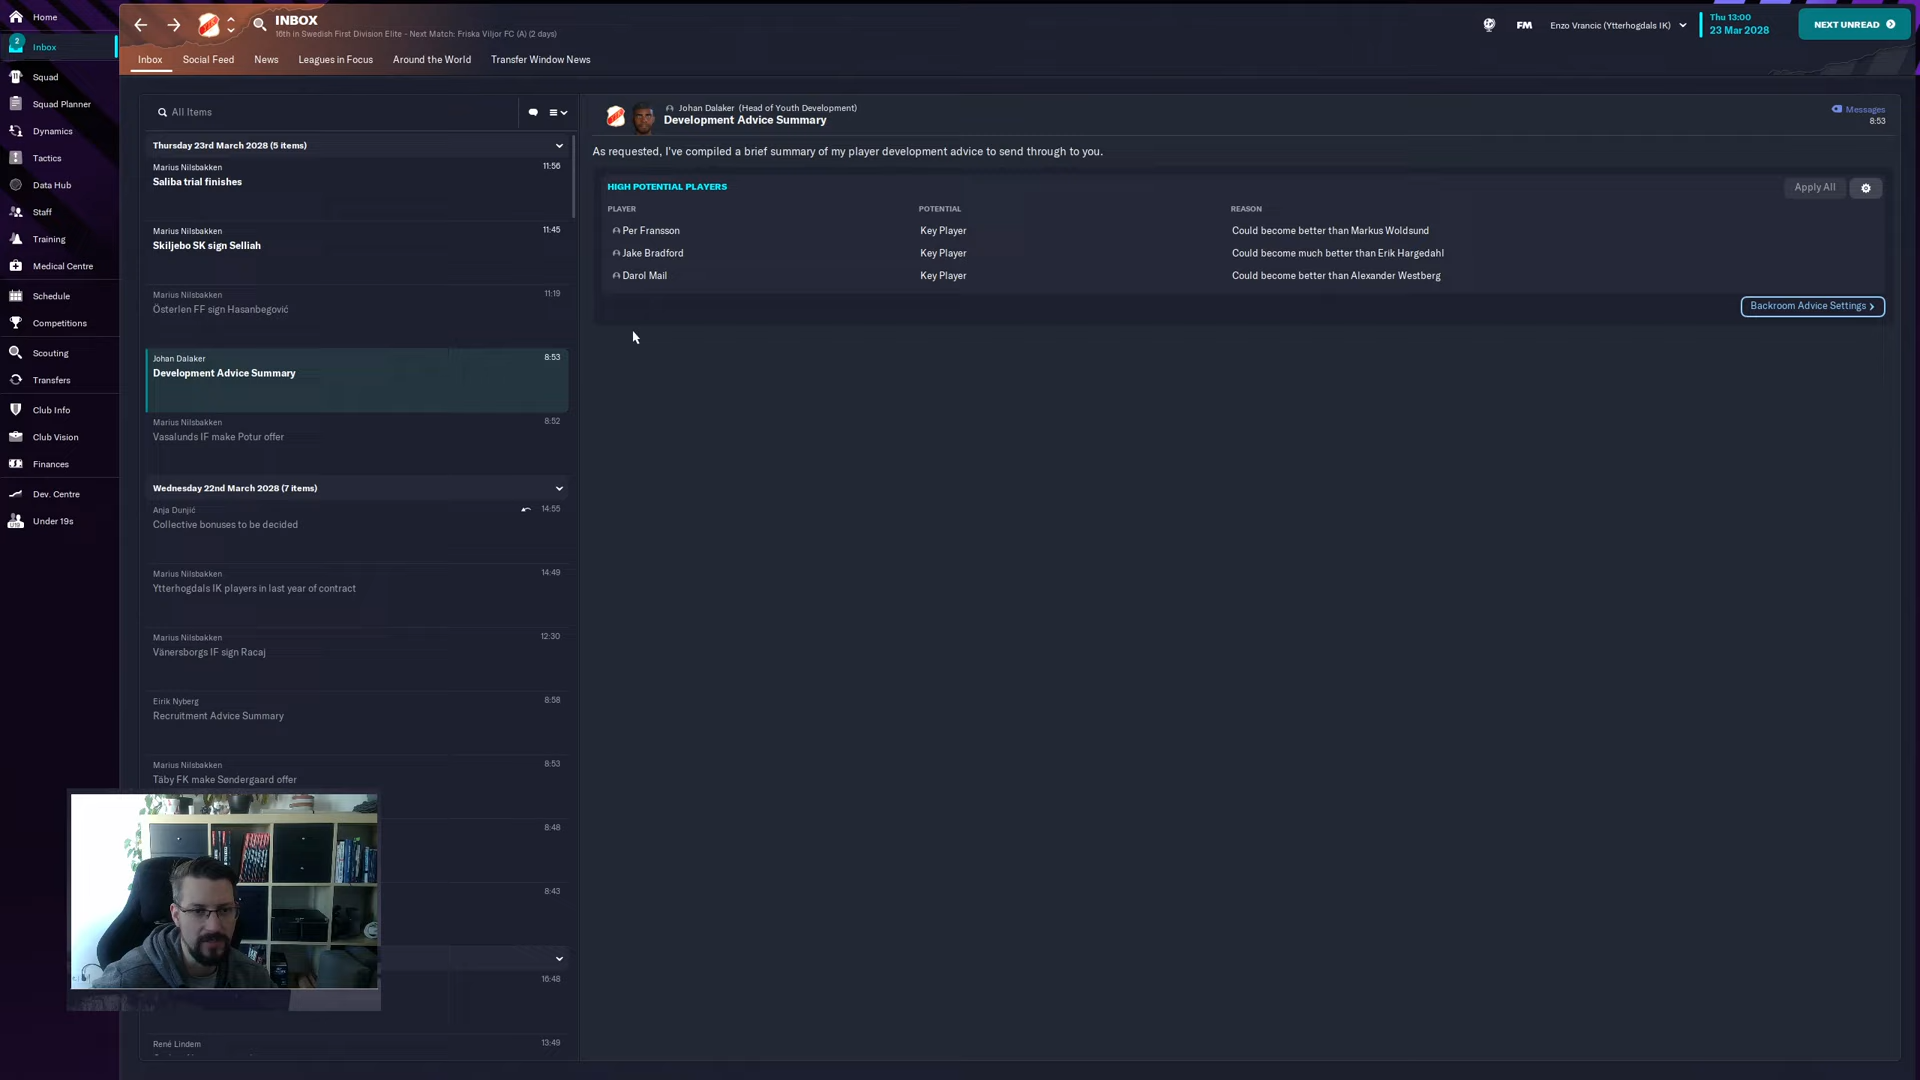 Home
2
Inbox
Squad
Squad Planner
Dynamics
Tactics
Data Hub
Staff
Training
Medical Centre
Schedule
Competitions
Scouting
Transfers
Club Info
Club Vision
Finances
Dev. Centre
Under 19s
INBOX
16th in Swedish First Division Elite - Next Match: Friska Viljor FC (A) (2 days)
FM
Enzo Vrancic (Ytterhogdals IK)
Thu 13:00
23 Mar 2028
NEXT UNREAD
Inbox Social Feed News Leagues in Focus Around the World Transfer Window News
All Items
Thursday 23rd March 2028 (5 items)
Marius Nilsbakken 11:56
Saliba trial finishes
Marius Nilsbakken 11:45
Skiljebo SK sign Selliah
Marius Nilsbakken 11:19
Österlen FF sign Hasanbegović
Johan Dalaker 8:53
Development Advice Summary
Marius Nilsbakken 8:52
Vasalunds IF make Potur offer
Wednesday 22nd March 2028 (7 items)
Anja Dunjić 14:55
Collective bonuses to be decided
Marius Nilsbakken 14:49
Ytterhogdals IK players in last year of contract
Marius Nilsbakken 12:30
Vänersborgs IF sign Racaj
Eirik Nyberg 8:58
Recruitment Advice Summary
Marius Nilsbakken 8:53
Täby FK make Søndergaard offer
8:48
8:43
16:48
René Lindem 13:49
Johan Dalaker (Head of Youth Development)
Development Advice Summary
Messages
8:53
As requested, I've compiled a brief summary of my player development advice to send through to you.
HIGH POTENTIAL PLAYERS
Apply All
PLAYER POTENTIAL REASON
Per Fransson Key Player Could become better than Markus Woldsund
Jake Bradford Key Player Could become much better than Erik Hargedahl
Darol Mail Key Player Could become better than Alexander Westberg
Backroom Advice Settings >